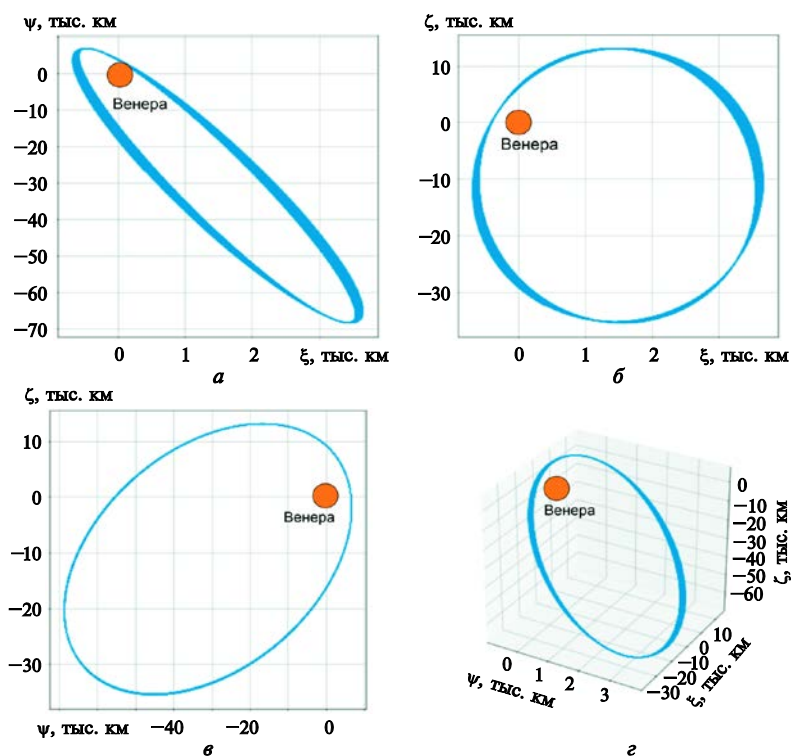 ψ, тыс. км
0
−10
−20
−30
−40
−50
−60
−70
Венера
0 1 2 ξ, тыс. км
а
ζ, тыс. км
10
0
−10
−20
−30
Венера
0 1 2 ξ, тыс. км
б
ζ, тыс. км
10
0
−10
−20
−30
Венера
ψ, тыс. км −40 −20 0
в
Венера
0
−10
−20
−30
−40
−50
−60
ζ, тыс. км
10
0
−10
−20
−30
ξ, тыс. км
0 1 2 3
ψ, тыс. км
г